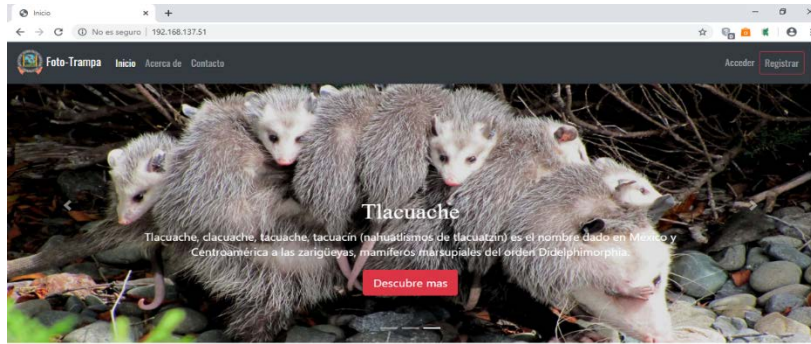 Inicio
No es seguro | 192.168.137.51
Foto-Trampa Inicio Acerca de Contacto Acceder Registrar
Tlacuache
Tlacuache, clacuache, tacuache, tacuacín (nahuatlismos de tlacuatzin) es el nombre dado en México y
Centroamérica a las zarigüeyas, mamíferos marsupiales del orden Didelphimorphia.
Descubre mas